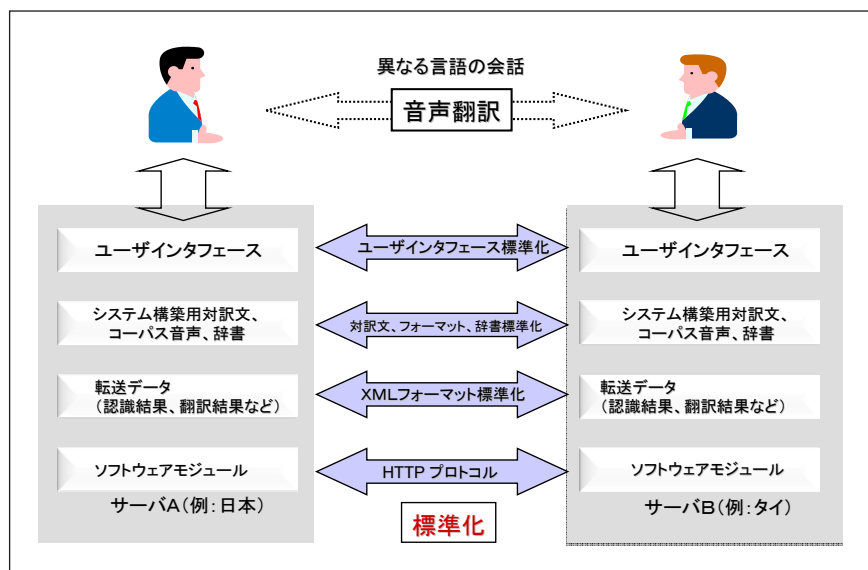 異なる言語の会話
音声翻訳
ユーザインタフェース
ユーザインタフェース標準化
ユーザインタフェース
システム構築用対訳文、
コーパス音声、辞書
対訳文、フォーマット、辞書標準化
システム構築用対訳文、
コーパス音声、辞書
転送データ
(認識結果、翻訳結果など)
XMLフォーマット標準化
転送データ
(認識結果、翻訳結果など)
ソフトウェアモジュール
HTTP プロトコル
ソフトウェアモジュール
サーバA(例:日本)
標準化
サーバB(例:タイ)